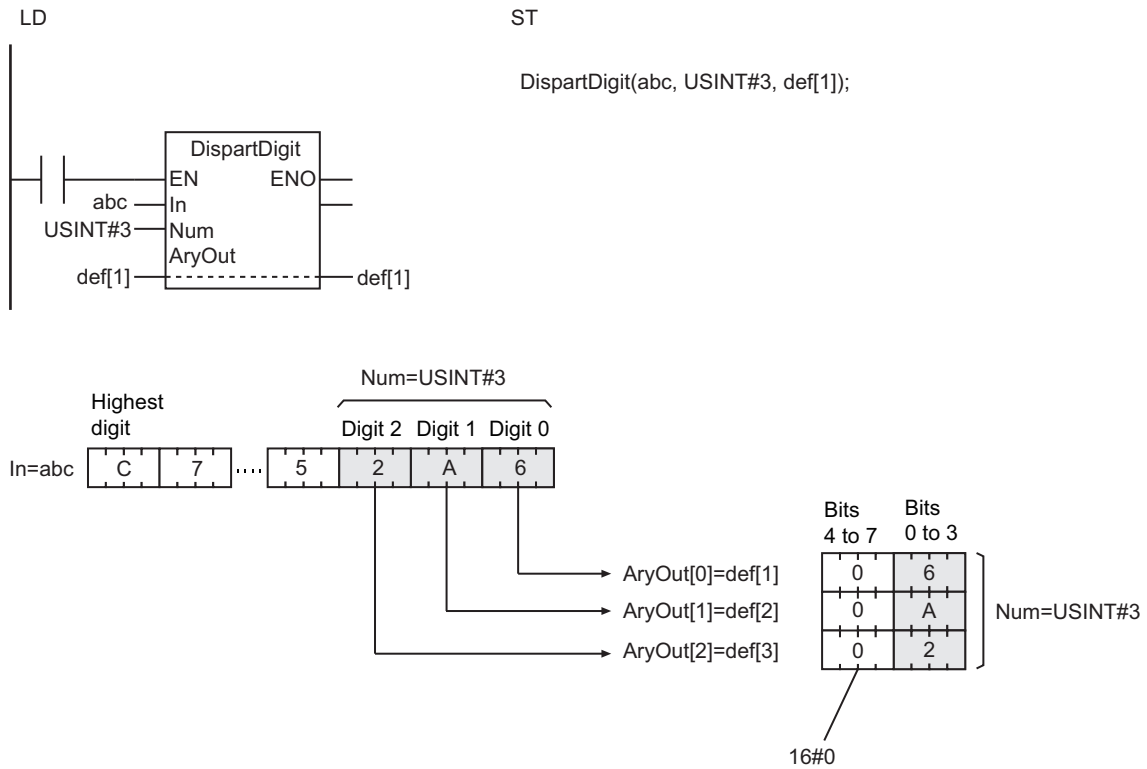 LD
ST
DispartDigit(abc, USINT#3, def[1]);
DispartDigit
EN ENO
abc In
USINT#3 Num
AryOut
def[1] def[1]
Num=USINT#3
Highest
digit
Digit 2 Digit 1 Digit 0
In=abc C 7 5 2 A 6
Bits
4 to 7
Bits
0 to 3
AryOut[0]=def[1] 0 6
AryOut[1]=def[2] 0 A Num=USINT#3
AryOut[2]=def[3] 0 2
16#0